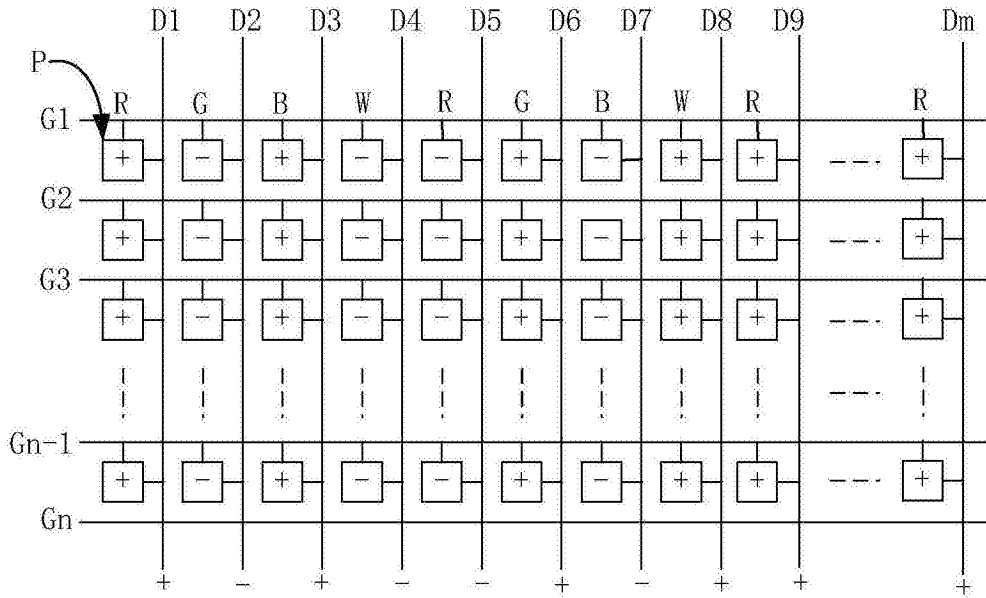 D1 D2 D3 D4 D5 D6 D7 D8 D9 Dm
P
R G B W R G B W R R
G1
+ − + − − + − + + +
G2
+ − + − − + − + + +
G3
+ − + − − + − + + +
Gn-1
+ − + − − + − + + +
Gn
+ − + − − + − + + +